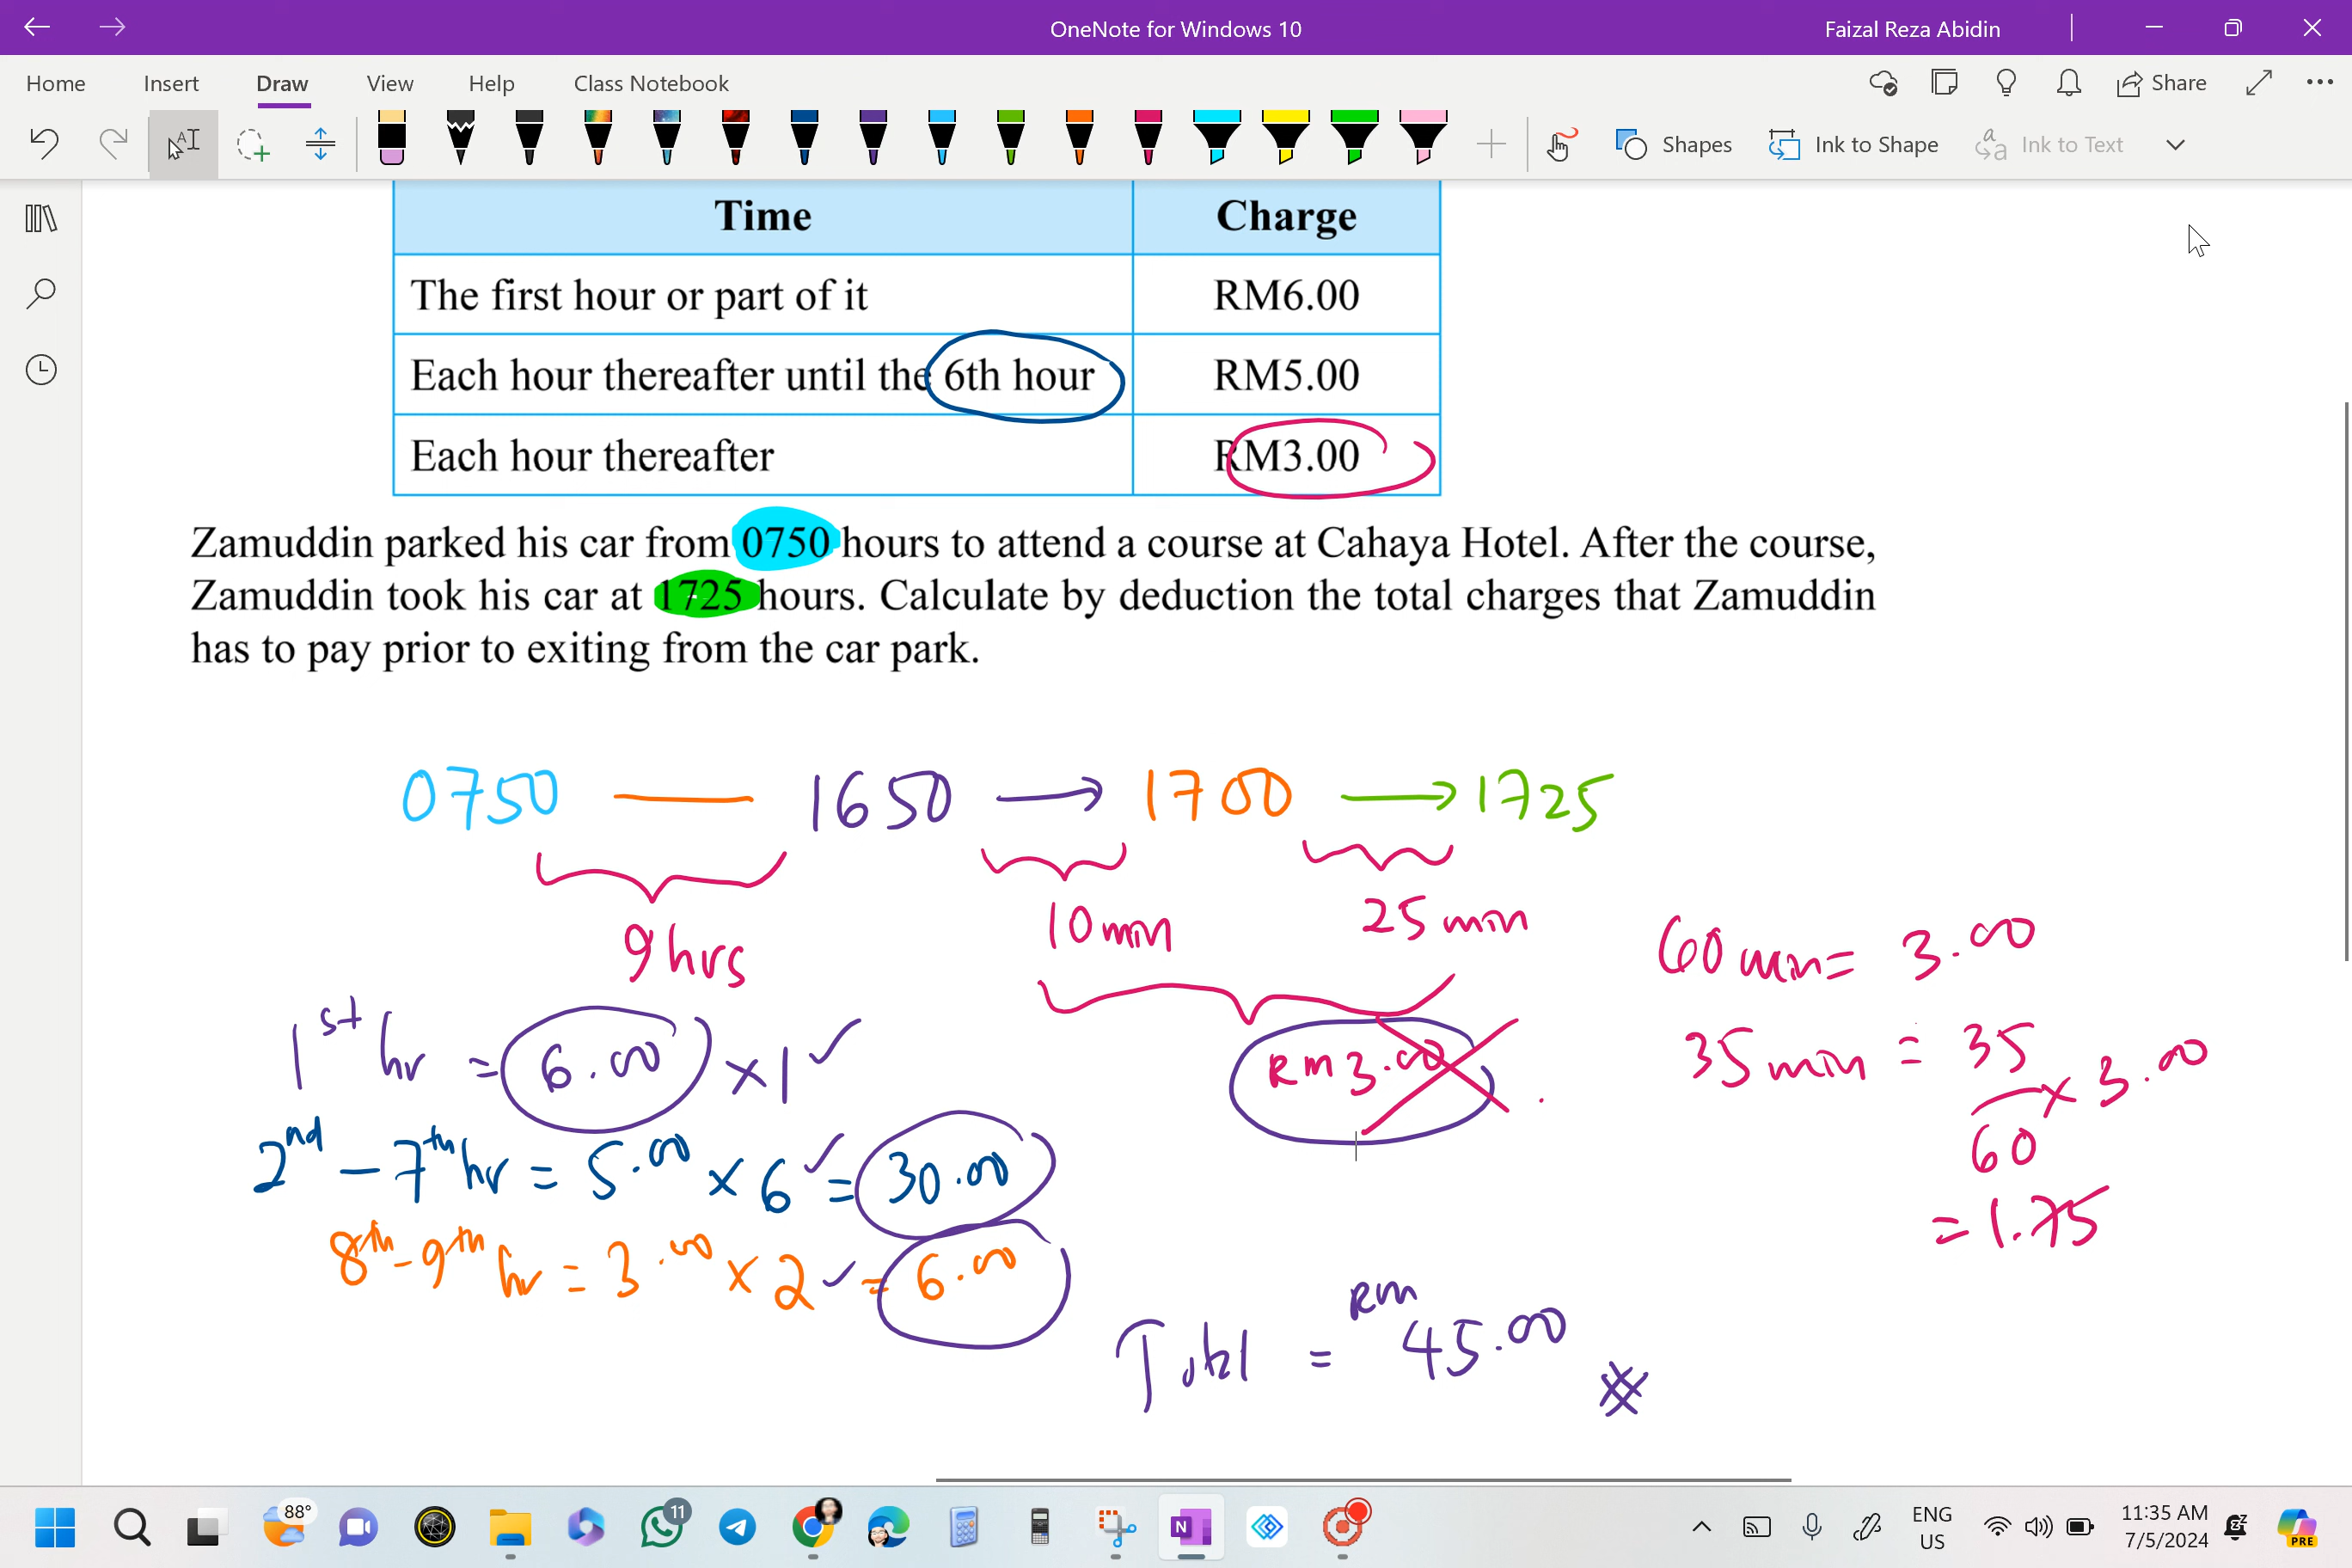 OneNote for Windows 10
Faizal Reza Abidin
Home Insert Draw View Help Class Notebook
Share
Shapes Ink to Shape Ink to Text
Time Charge
The first hour or part of it RM6.00
Each hour thereafter until the 6th hour RM5.00
Each hour thereafter RM3.00
Zamuddin parked his car from 0750 hours to attend a course at Cahaya Hotel. After the course,
Zamuddin took his car at 1725 hours. Calculate by deduction the total charges that Zamuddin
has to pay prior to exiting from the car park.
0750 — 1650 → 1700 → 1725
9 hrs 10 min 25 min
60 min = 3.00
1st hr = 6.00 × 1 ✓
RM 3.00
35 min = 35/60 × 3.00
= 1.75
2nd – 7th hr = 5.00 × 6 ✓ = 30.00
8th – 9th hr = 3.00 × 2 ✓ = 6.00
Total = RM 45.00
88°
11
N
PRE
ENG
US
11:35 AM
7/5/2024